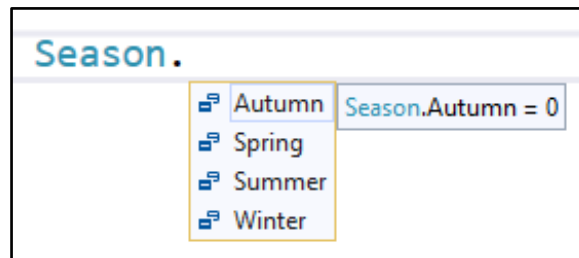 Season.
Autumn Season.Autumn = 0
Spring
Summer
Winter